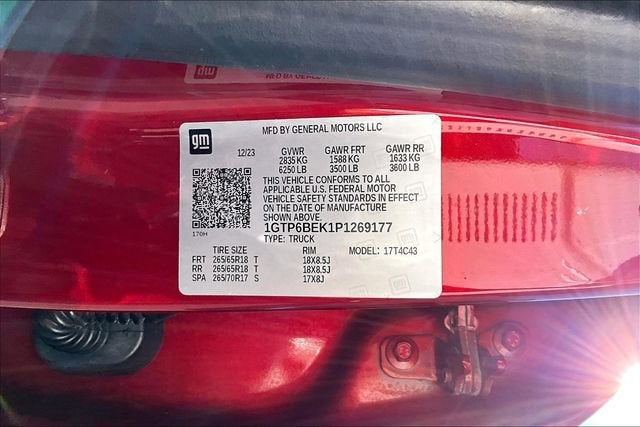 gm
MFD BY GENERAL MOTORS LLC
12/23 GVWR GAWR FRT GAWR RR
2835 KG 1588 KG 1633 KG
6250 LB 3500 LB 3600 LB
THIS VEHICLE CONFORMS TO ALL
APPLICABLE U.S. FEDERAL MOTOR
VEHICLE SAFETY STANDARDS IN EFFECT
ON THE DATE OF MANUFACTURE
SHOWN ABOVE.
170H
1GTP6BEK1P1269177
TYPE: TRUCK
TIRE SIZE RIM MODEL: 17T4C43
FRT 265/65R18 T 18X8.5J
RR 265/65R18 T 18X8.5J
SPA 265/70R17 S 17X8J